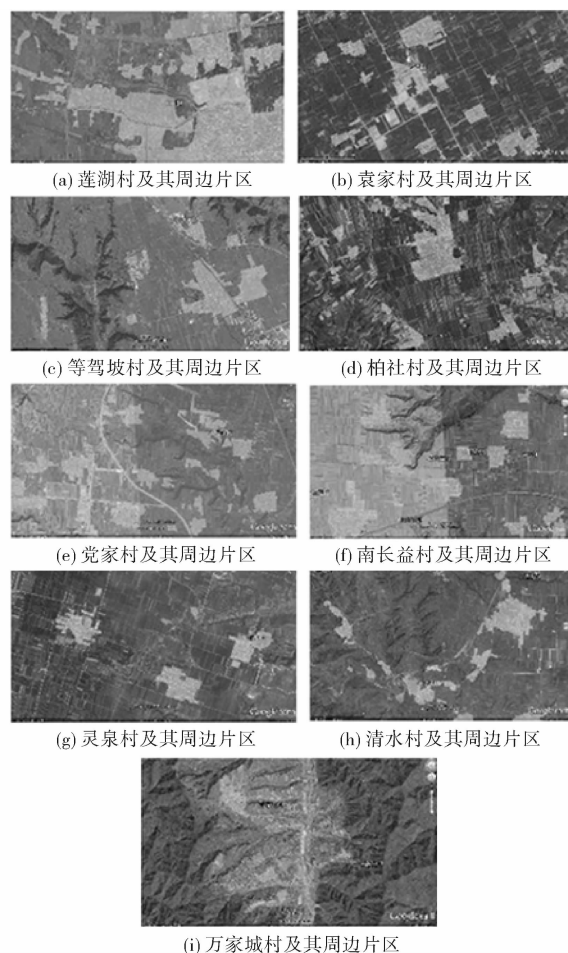 (a) 莲湖村及其周边片区
(b) 袁家村及其周边片区
(c) 等驾坡村及其周边片区
(d) 柏社村及其周边片区
(e) 党家村及其周边片区
(f) 南长益村及其周边片区
(g) 灵泉村及其周边片区
(h) 清水村及其周边片区
(i) 万家城村及其周边片区